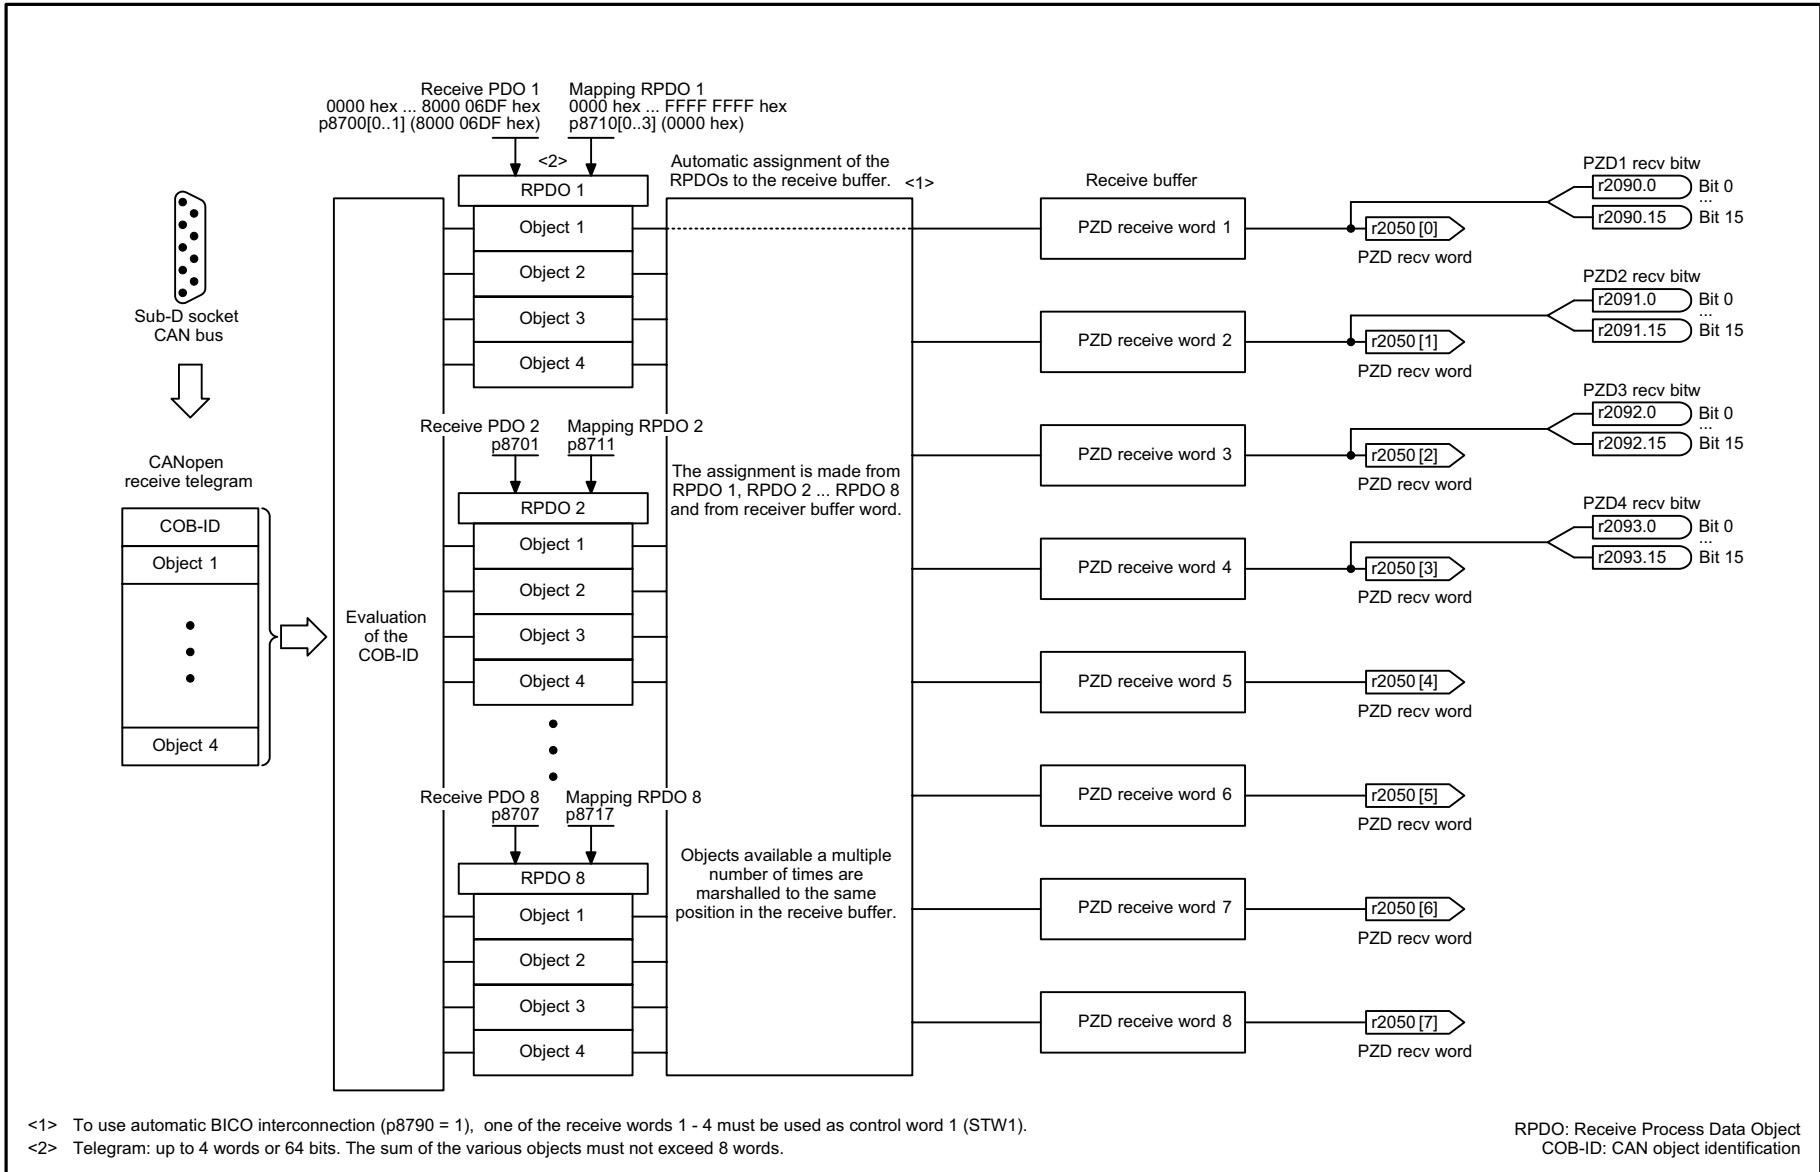 Receive PDO 1
0000 hex ... 8000 06DF hex
p8700[0..1] (8000 06DF hex)
Mapping RPDO 1
0000 hex ... FFFF FFFF hex
p8710[0..3] (0000 hex)
<2>
RPDO 1
Object 1
Object 2
Object 3
Object 4
Automatic assignment of the
RPDOs to the receive buffer. <1>
Receive buffer
Sub-D socket
CAN bus
CANopen
receive telegram
COB-ID
Object 1
Object 4
Evaluation
of the
COB-ID
Receive PDO 2
p8701
Mapping RPDO 2
p8711
RPDO 2
Object 1
Object 2
Object 3
Object 4
Receive PDO 8
p8707
Mapping RPDO 8
p8717
RPDO 8
Object 1
Object 2
Object 3
Object 4
The assignment is made from
RPDO 1, RPDO 2 ... RPDO 8
and from receiver buffer word.
Objects available a multiple
number of times are
marshalled to the same
position in the receive buffer.
PZD receive word 1
r2050 [0]
PZD recv word
PZD1 recv bitw
r2090.0 Bit 0
...
r2090.15 Bit 15
PZD receive word 2
r2050 [1]
PZD recv word
PZD2 recv bitw
r2091.0 Bit 0
...
r2091.15 Bit 15
PZD receive word 3
r2050 [2]
PZD recv word
PZD3 recv bitw
r2092.0 Bit 0
...
r2092.15 Bit 15
PZD receive word 4
r2050 [3]
PZD recv word
PZD4 recv bitw
r2093.0 Bit 0
...
r2093.15 Bit 15
PZD receive word 5
r2050 [4]
PZD recv word
PZD receive word 6
r2050 [5]
PZD recv word
PZD receive word 7
r2050 [6]
PZD recv word
PZD receive word 8
r2050 [7]
PZD recv word
<1> To use automatic BICO interconnection (p8790 = 1), one of the receive words 1 - 4 must be used as control word 1 (STW1).
<2> Telegram: up to 4 words or 64 bits. The sum of the various objects must not exceed 8 words.
RPDO: Receive Process Data Object
COB-ID: CAN object identification